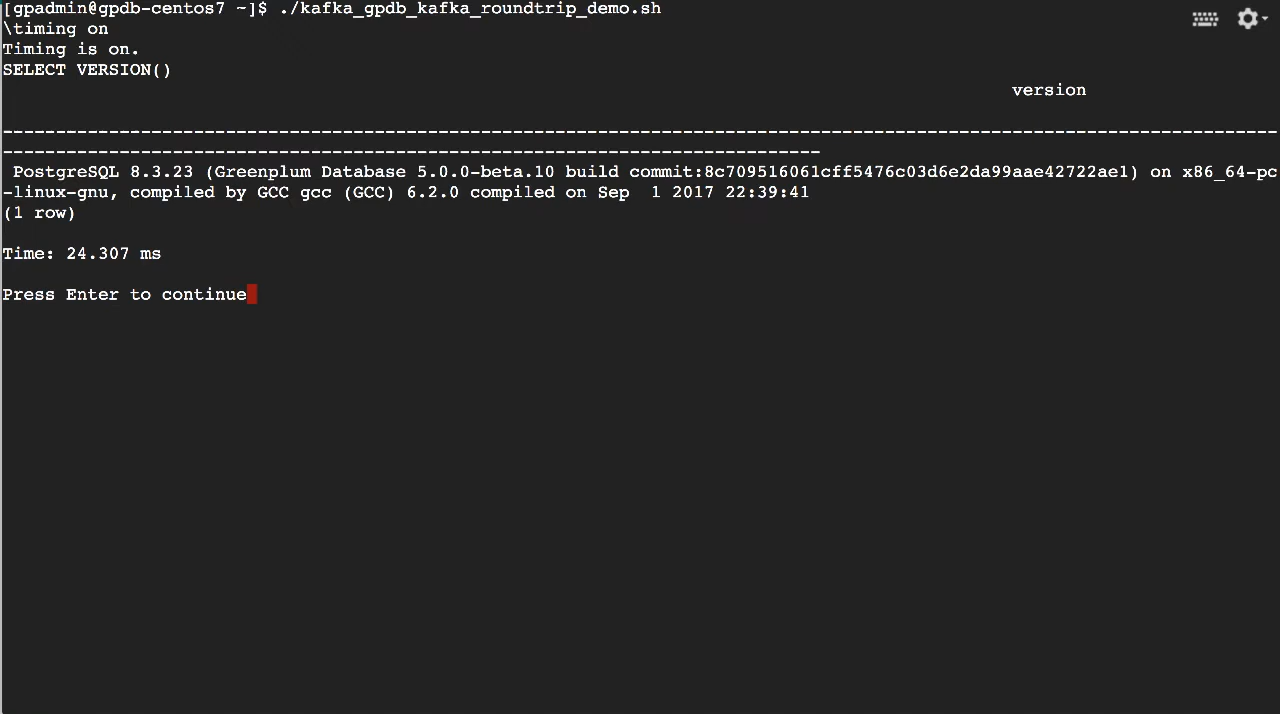 [gpadmin@gpdb-centos7 ~]$ ./kafka_gpdb_kafka_roundtrip_demo.sh
\timing on
Timing is on.
SELECT VERSION()
version
------------------------------------------------------------------------------------------------------------------------
-----------------------------------------------------------------------------
PostgreSQL 8.3.23 (Greenplum Database 5.0.0-beta.10 build commit:8c709516061cff5476c03d6e2da99aae42722ae1) on x86_64-pc
-linux-gnu, compiled by GCC gcc (GCC) 6.2.0 compiled on Sep  1 2017 22:39:41
(1 row)
Time: 24.307 ms
Press Enter to continue